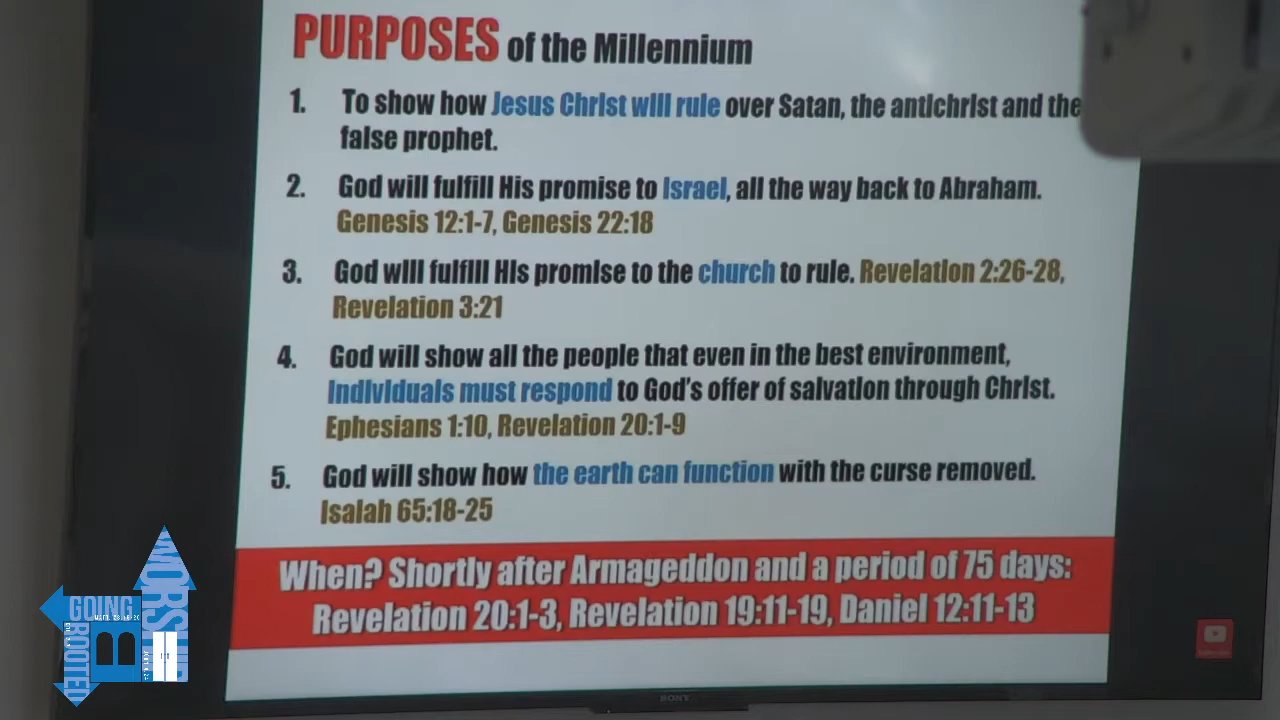 PURPOSES of the Millennium
1. To show how Jesus Christ will rule over Satan, the antichrist and the
false prophet.
2. God will fulfill His promise to Israel, all the way back to Abraham.
Genesis 12:1-7, Genesis 22:18
3. God will fulfill His promise to the church to rule. Revelation 2:26-28,
Revelation 3:21
4. God will show all the people that even in the best environment,
individuals must respond to God's offer of salvation through Christ.
Ephesians 1:10, Revelation 20:1-9
5. God will show how the earth can function with the curse removed.
Isaiah 65:18-25
When? Shortly after Armageddon and a period of 75 days:
Revelation 20:1-3, Revelation 19:11-19, Daniel 12:11-13
GOING
ROOTED
WORSHIP
SONY